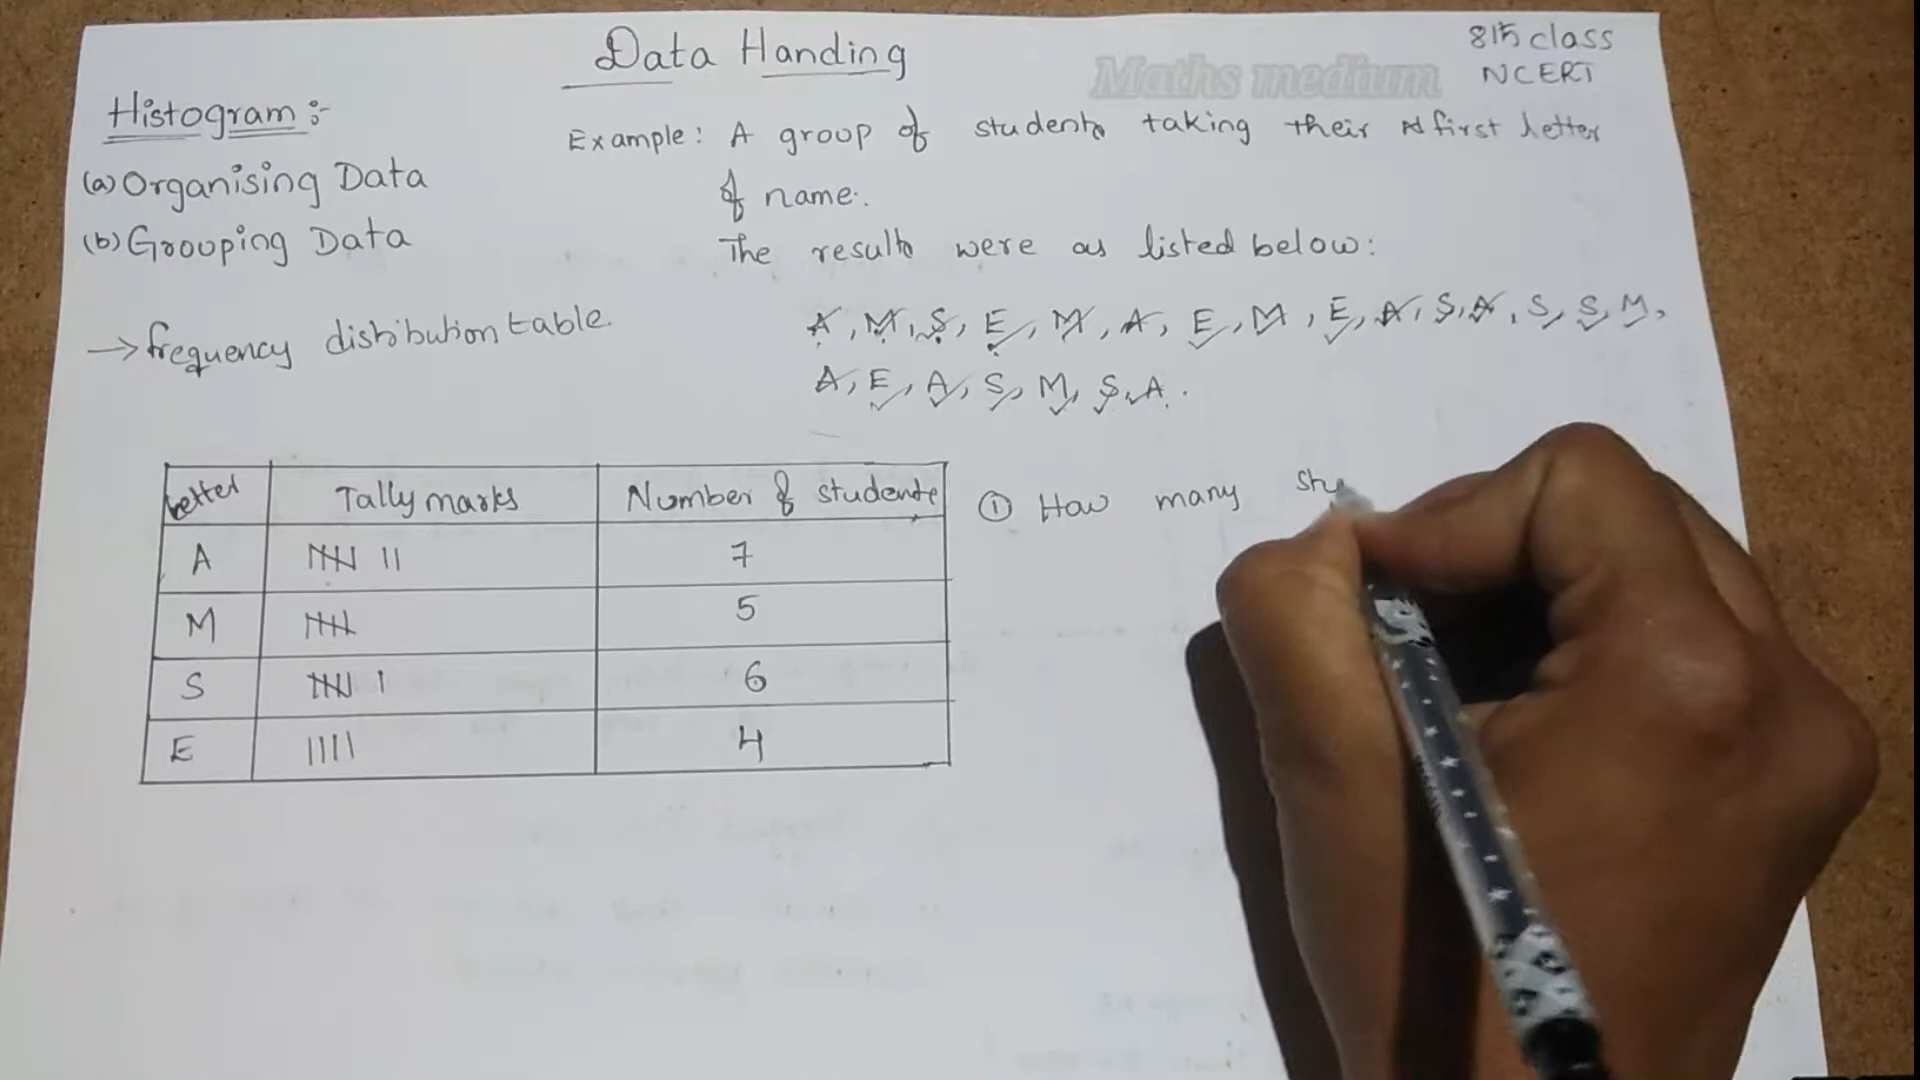 Data Handing
8th class
NCERT
Maths medium
Histogram :-
(a) Organising Data
(b) Grouping Data
→ frequency distribution table.
Example: A group of students taking their first letter
of name.
The results were as listed below:
A, M, S, E, M, A, E, M, E, A, S, A, S, S, M,
A, E, A, S, M, S, A.
Letter Tally marks Number of students
A 7
M 5
S 6
E 4
① How many stu